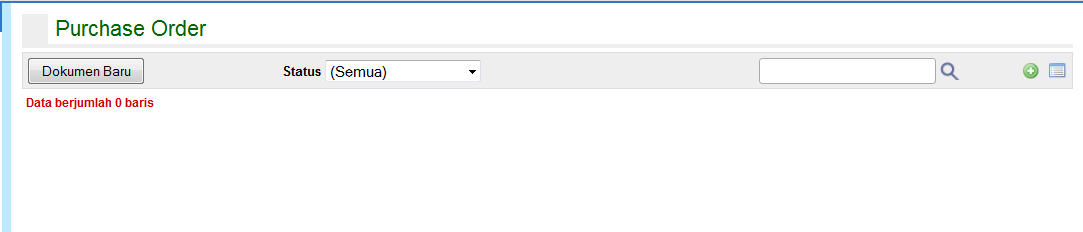 Purchase Order
Dokumen Baru Status (Semua)
Data berjumlah 0 baris